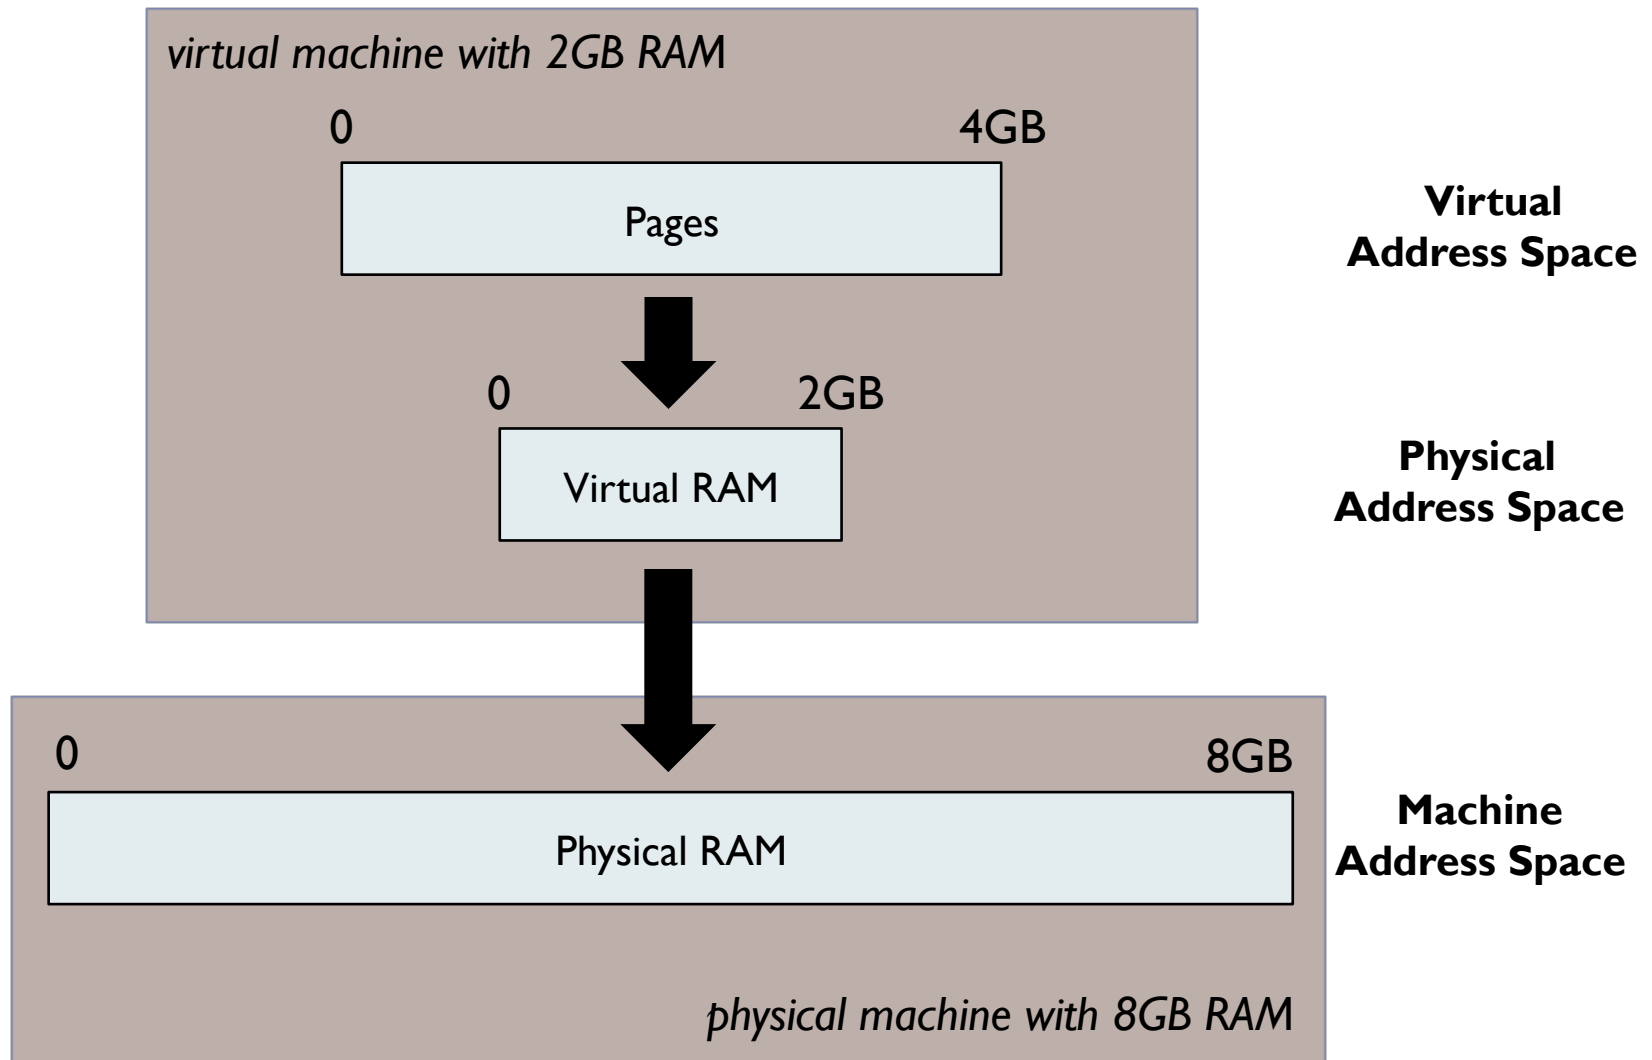 virtual machine with 2GB RAM
0
4GB
Pages
Virtual
Address Space
0
2GB
Virtual RAM
Physical
Address Space
0
8GB
Physical RAM
Machine
Address Space
physical machine with 8GB RAM